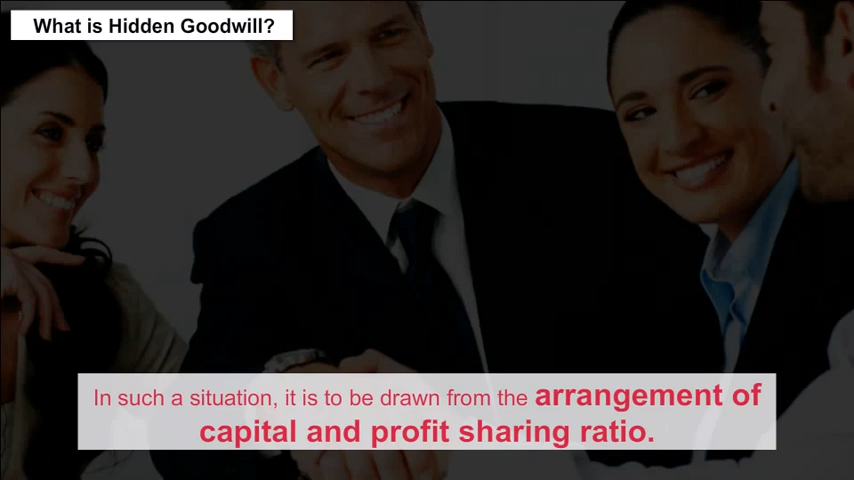 What is Hidden Goodwill?
In such a situation, it is to be drawn from the arrangement of
capital and profit sharing ratio.